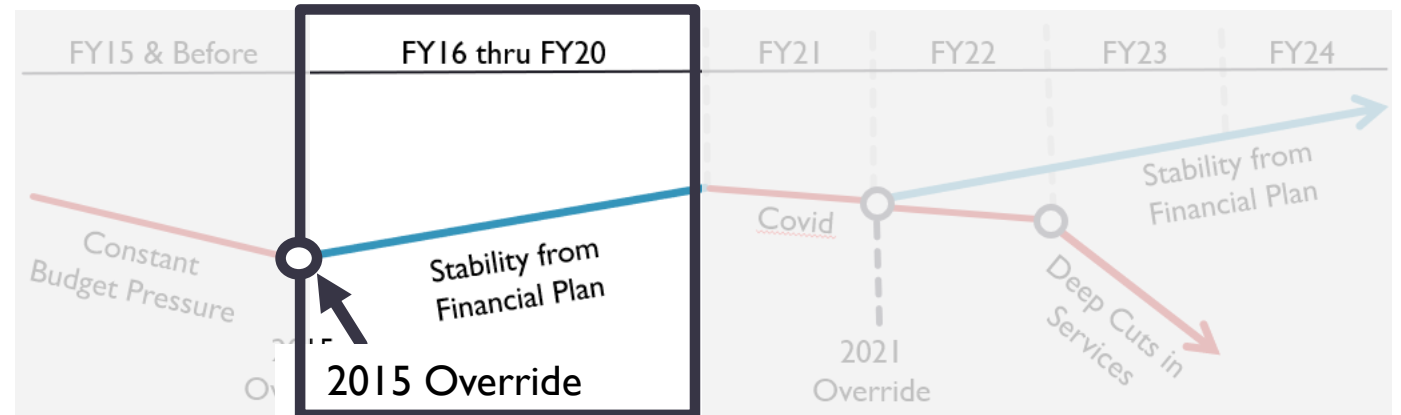 FY15 & Before
FY16 thru FY20
FY21
FY22
FY23
FY24
Constant
Budget Pressure
Stability from
Financial Plan
2015 Override
Covid
2021
Override
Stability from
Financial Plan
Deep Cuts in
Services